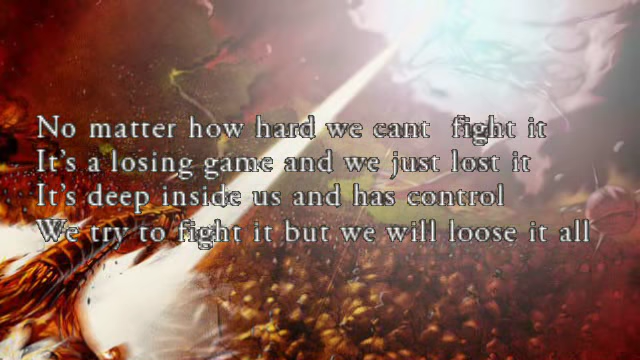 No matter how hard we cant  fight it
It's a losing game and we just lost it
It's deep inside us and has control
We try to fight it but we will loose it all